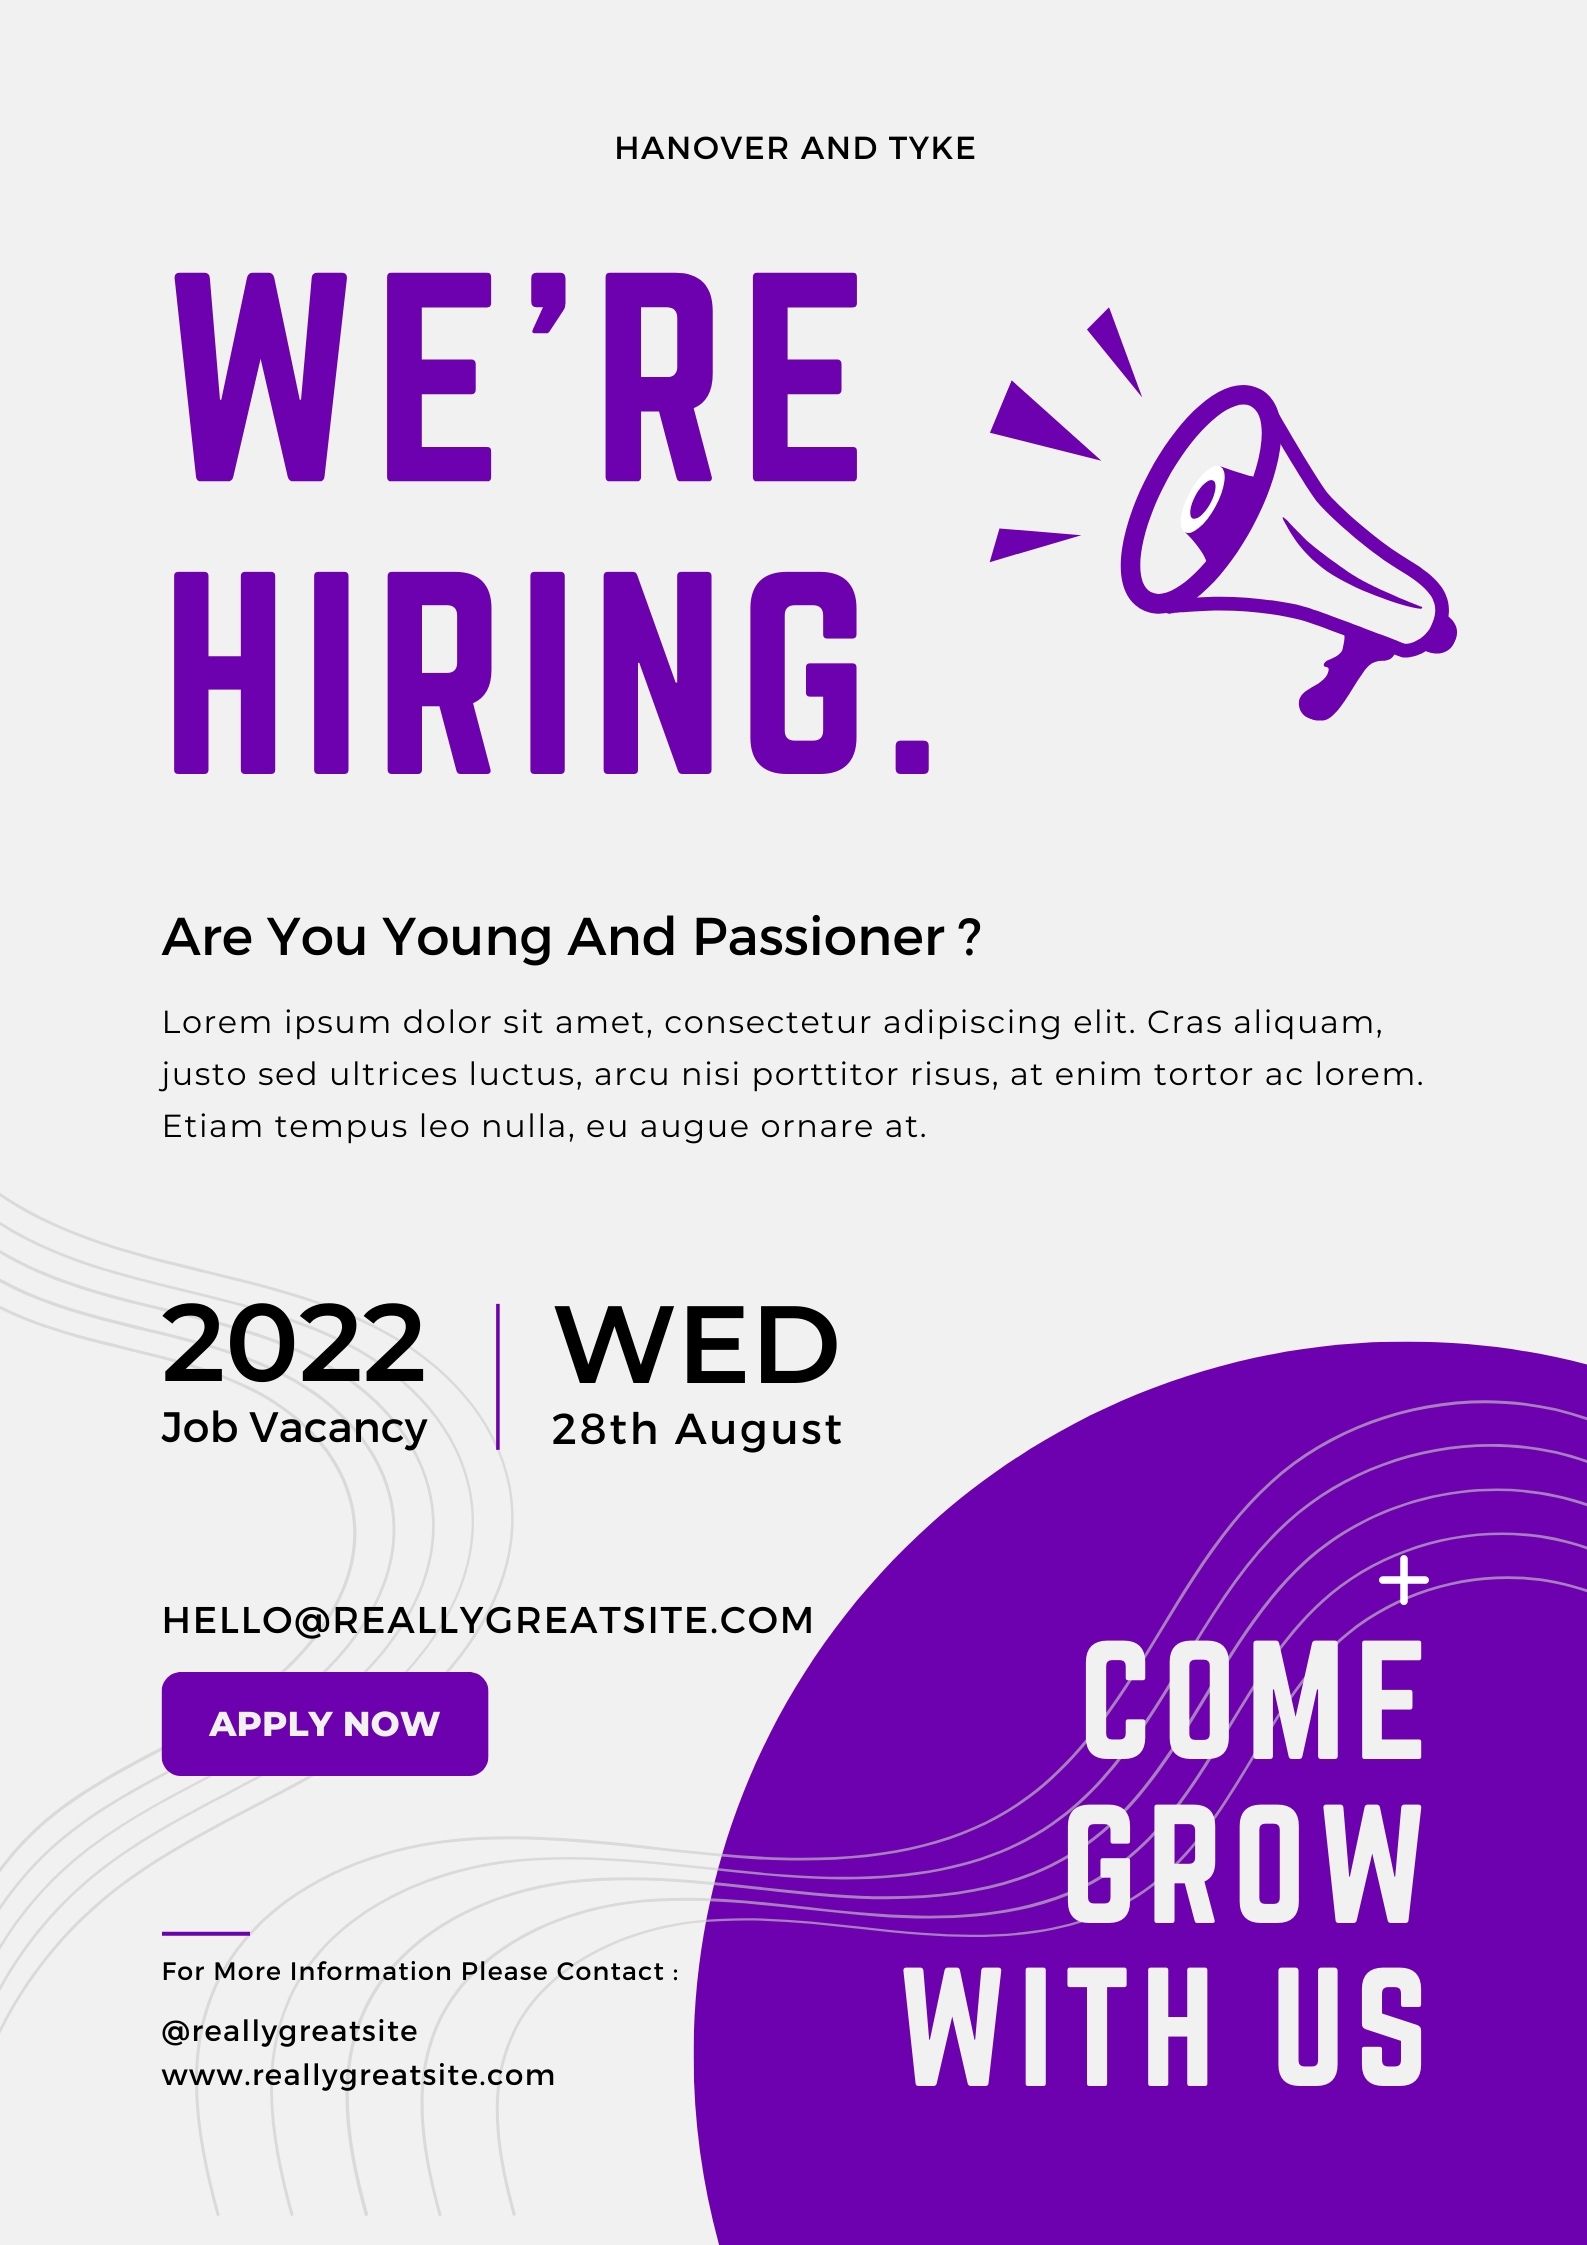 HANOVER AND TYKE
WE’RE
HIRING.
Are You Young And Passioner ?
Lorem ipsum dolor sit amet, consectetur adipiscing elit. Cras aliquam,
justo sed ultrices luctus, arcu nisi porttitor risus, at enim tortor ac lorem.
Etiam tempus leo nulla, eu augue ornare at.
2022
Job Vacancy
WED
28th August
HELLO@REALLYGREATSITE.COM
APPLY NOW
COME
GROW
WITH US
For More Information Please Contact :
@reallygreatsite
www.reallygreatsite.com